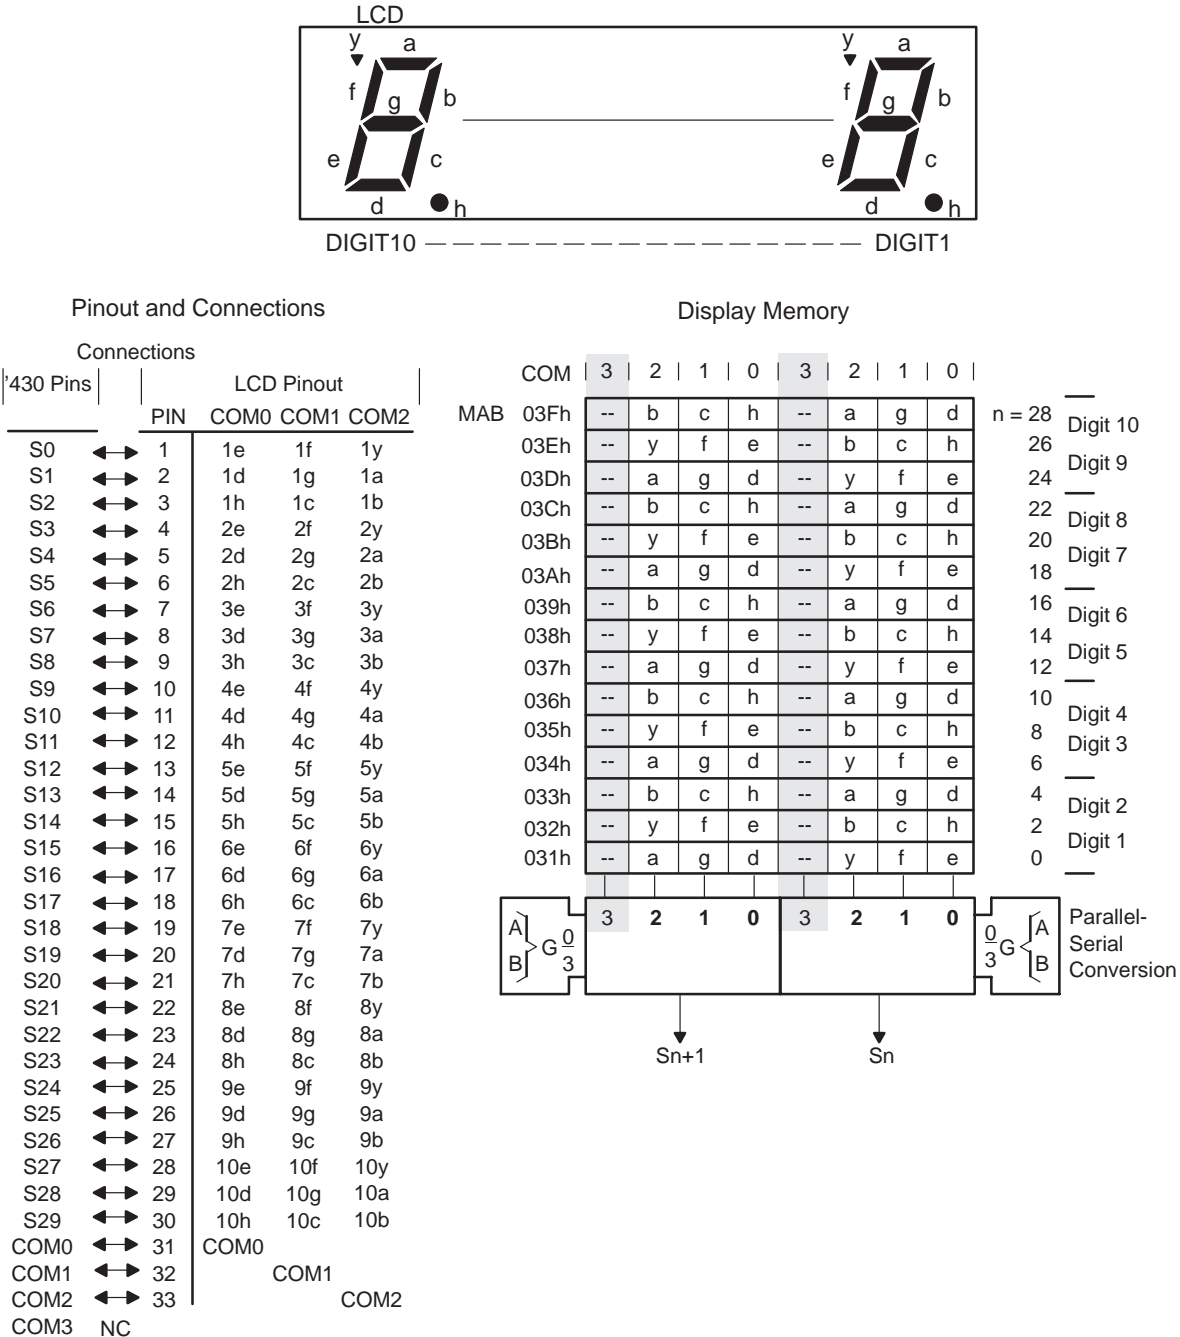 LCD
y a y a
f g b f g b
e c e c
d h d h
DIGIT10 — — — — — — — — — — — — — — DIGIT1
Pinout and Connections
Connections
'430 Pins LCD Pinout
PIN COM0 COM1 COM2
S0 1 1e 1f 1y
S1 2 1d 1g 1a
S2 3 1h 1c 1b
S3 4 2e 2f 2y
S4 5 2d 2g 2a
S5 6 2h 2c 2b
S6 7 3e 3f 3y
S7 8 3d 3g 3a
S8 9 3h 3c 3b
S9 10 4e 4f 4y
S10 11 4d 4g 4a
S11 12 4h 4c 4b
S12 13 5e 5f 5y
S13 14 5d 5g 5a
S14 15 5h 5c 5b
S15 16 6e 6f 6y
S16 17 6d 6g 6a
S17 18 6h 6c 6b
S18 19 7e 7f 7y
S19 20 7d 7g 7a
S20 21 7h 7c 7b
S21 22 8e 8f 8y
S22 23 8d 8g 8a
S23 24 8h 8c 8b
S24 25 9e 9f 9y
S25 26 9d 9g 9a
S26 27 9h 9c 9b
S27 28 10e 10f 10y
S28 29 10d 10g 10a
S29 30 10h 10c 10b
COM0 31 COM0
COM1 32 COM1
COM2 33 COM2
COM3 NC
Display Memory
COM 3 2 1 0 3 2 1 0
MAB 03Fh -- b c h -- a g d n = 28 Digit 10
03Eh -- y f e -- b c h 26
Digit 9
03Dh -- a g d -- y f e 24
03Ch -- b c h -- a g d 22 Digit 8
03Bh -- y f e -- b c h 20
Digit 7
03Ah -- a g d -- y f e 18
039h -- b c h -- a g d 16 Digit 6
038h -- y f e -- b c h 14
Digit 5
037h -- a g d -- y f e 12
036h -- b c h -- a g d 10
Digit 4
035h -- y f e -- b c h 8
Digit 3
034h -- a g d -- y f e 6
033h -- b c h -- a g d 4 Digit 2
032h -- y f e -- b c h 2
Digit 1
031h -- a g d -- y f e 0
3 2 1 0 3 2 1 0
A B G 0 3
0 3 G A B
Parallel-
Serial
Conversion
Sn+1 Sn